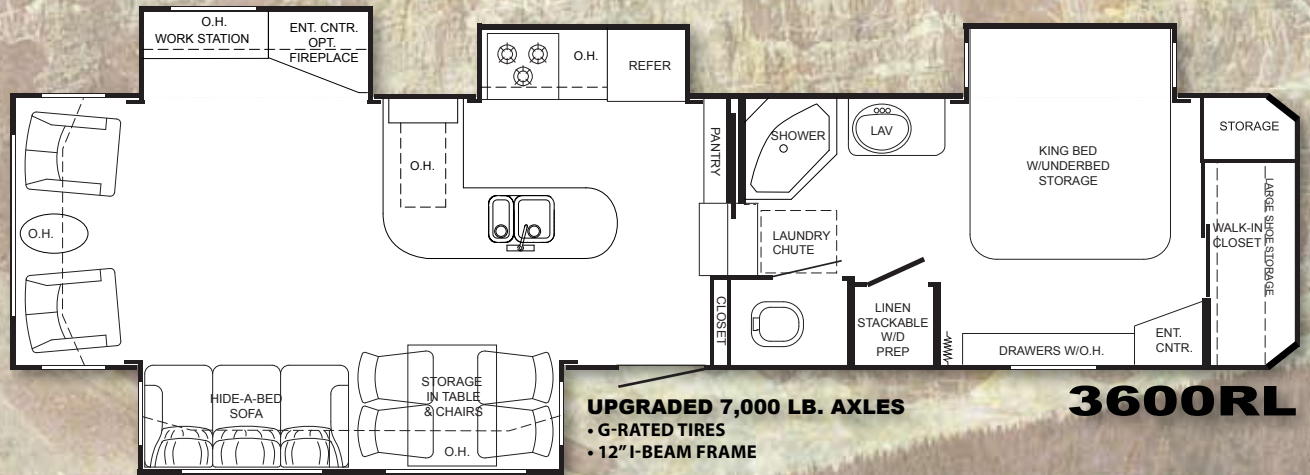 O.H.
WORK STATION
ENT. CNTR.
OPT.
FIREPLACE
O.H.
REFER
O.H.
O.H.
PANTRY
SHOWER
LAV
KING BED
W/UNDERBED
STORAGE
STORAGE
WALK-IN
CLOSET
LARGE SHOE STORAGE
LAUNDRY
CHUTE
CLOSET
LINEN
STACKABLE
W/D
PREP
DRAWERS W/O.H.
ENT.
CNTR.
HIDE-A-BED
SOFA
STORAGE
IN TABLE
& CHAIRS
O.H.
UPGRADED 7,000 LB. AXLES
• G-RATED TIRES
• 12" I-BEAM FRAME
3600RL